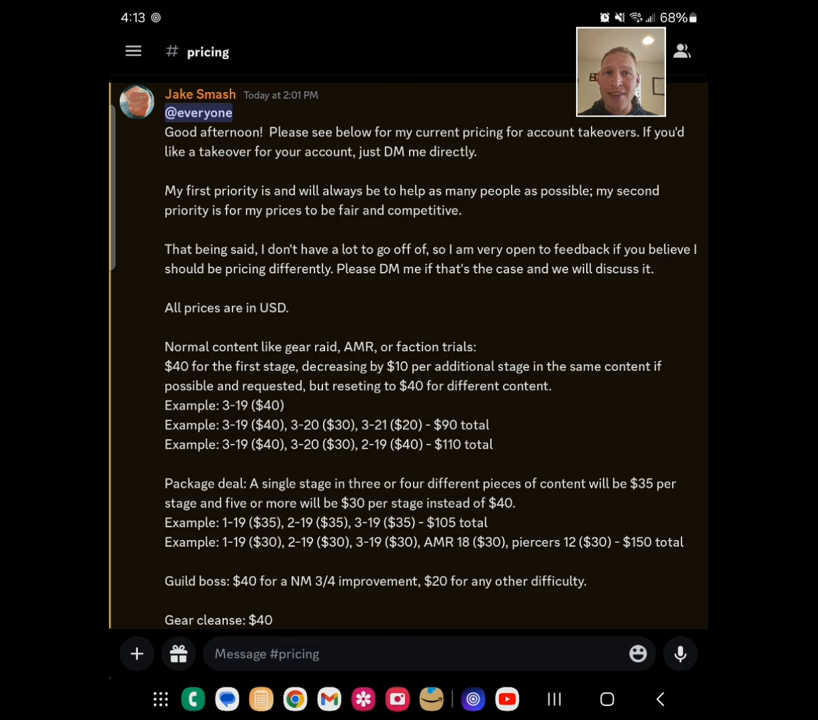 4:13
68%
# pricing
Jake Smash Today at 2:01 PM
@everyone
Good afternoon! Please see below for my current pricing for account takeovers. If you'd
like a takeover for your account, just DM me directly.
My first priority is and will always be to help as many people as possible; my second
priority is for my prices to be fair and competitive.
That being said, I don't have a lot to go off of, so I am very open to feedback if you believe I
should be pricing differently. Please DM me if that's the case and we will discuss it.
All prices are in USD.
Normal content like gear raid, AMR, or faction trials:
$40 for the first stage, decreasing by $10 per additional stage in the same content if
possible and requested, but resetting to $40 for different content.
Example: 3-19 ($40)
Example: 3-19 ($40), 3-20 ($30), 3-21 ($20) - $90 total
Example: 3-19 ($40), 3-20 ($30), 2-19 ($40) - $110 total
Package deal: A single stage in three or four different pieces of content will be $35 per
stage and five or more will be $30 per stage instead of $40.
Example: 1-19 ($35), 2-19 ($35), 3-19 ($35) - $105 total
Example: 1-19 ($30), 2-19 ($30), 3-19 ($30), AMR 18 ($30), piercers 12 ($30) - $150 total
Guild boss: $40 for a NM 3/4 improvement, $20 for any other difficulty.
Gear cleanse: $40
Message #pricing